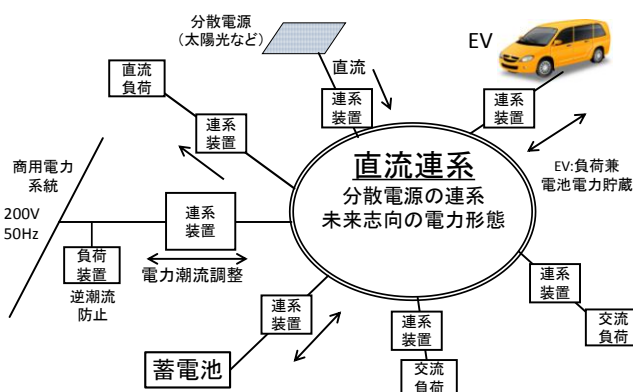 分散電源
（太陽光など）
直流
連系
装置
EV
連系
装置
直流
負荷
連系
装置
商用電力
系統
200V
50Hz
連系
装置
負荷
装置
逆潮流
防止
電力潮流調整
直流連系
分散電源の連系
未来志向の電力形態
EV:負荷兼
電池電力貯蔵
連系
装置
蓄電池
連系
装置
交流
負荷
連系
装置
交流
負荷